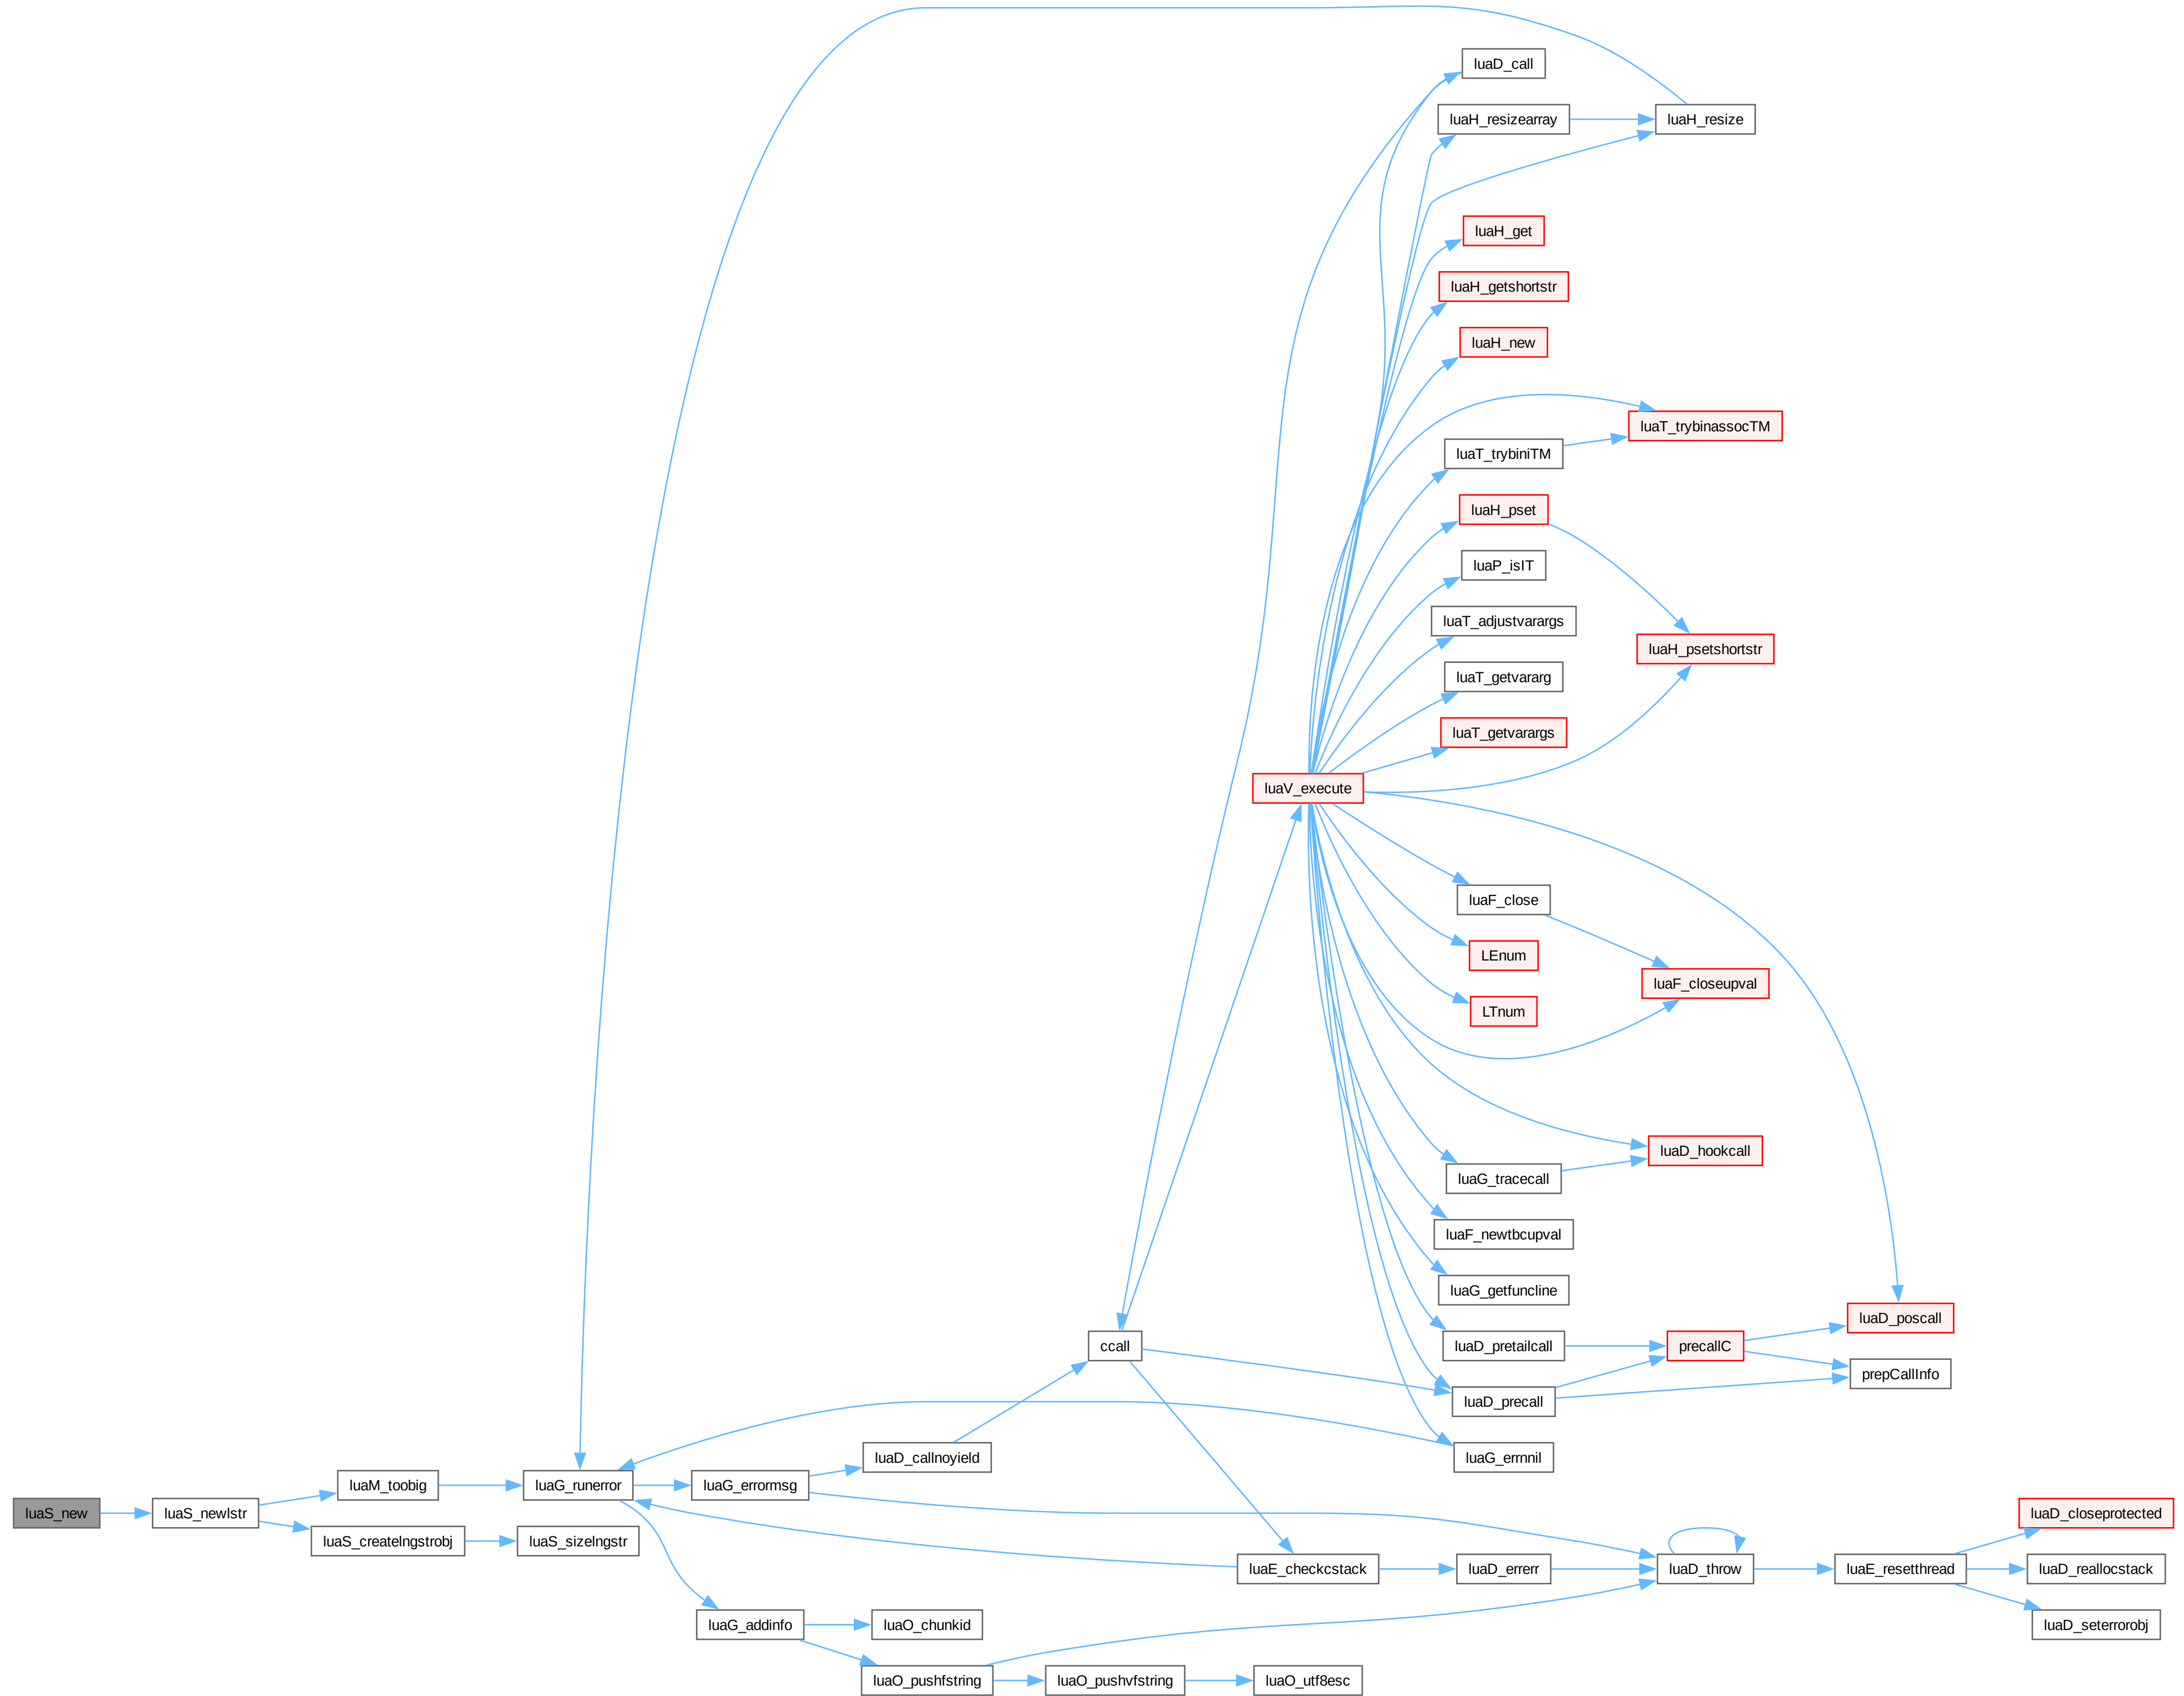 luaD_call
luaH_resizearray
luaH_resize
luaH_get
luaH_getshortstr
luaH_new
luaT_trybinassocTM
luaT_trybiniTM
luaH_pset
luaP_isIT
luaT_adjustvarargs
luaH_psetshortstr
luaT_getvararg
luaT_getvarargs
luaV_execute
luaF_close
LEnum
luaF_closeupval
LTnum
luaD_hookcall
luaG_tracecall
luaF_newtbcupval
luaG_getfuncline
luaD_poscall
ccall
luaD_pretailcall
precallC
prepCallInfo
luaD_precall
luaD_callnoyield
luaG_errnnil
luaM_toobig
luaG_runerror
luaG_errormsg
luaS_new
luaS_newlstr
luaD_closeprotected
luaS_createlngstrobj
luaS_sizelngstr
luaE_checkcstack
luaD_errerr
luaD_throw
luaE_resetthread
luaD_reallocstack
luaG_addinfo
luaO_chunkid
luaD_seterrorobj
luaO_pushfstring
luaO_pushvfstring
luaO_utf8esc